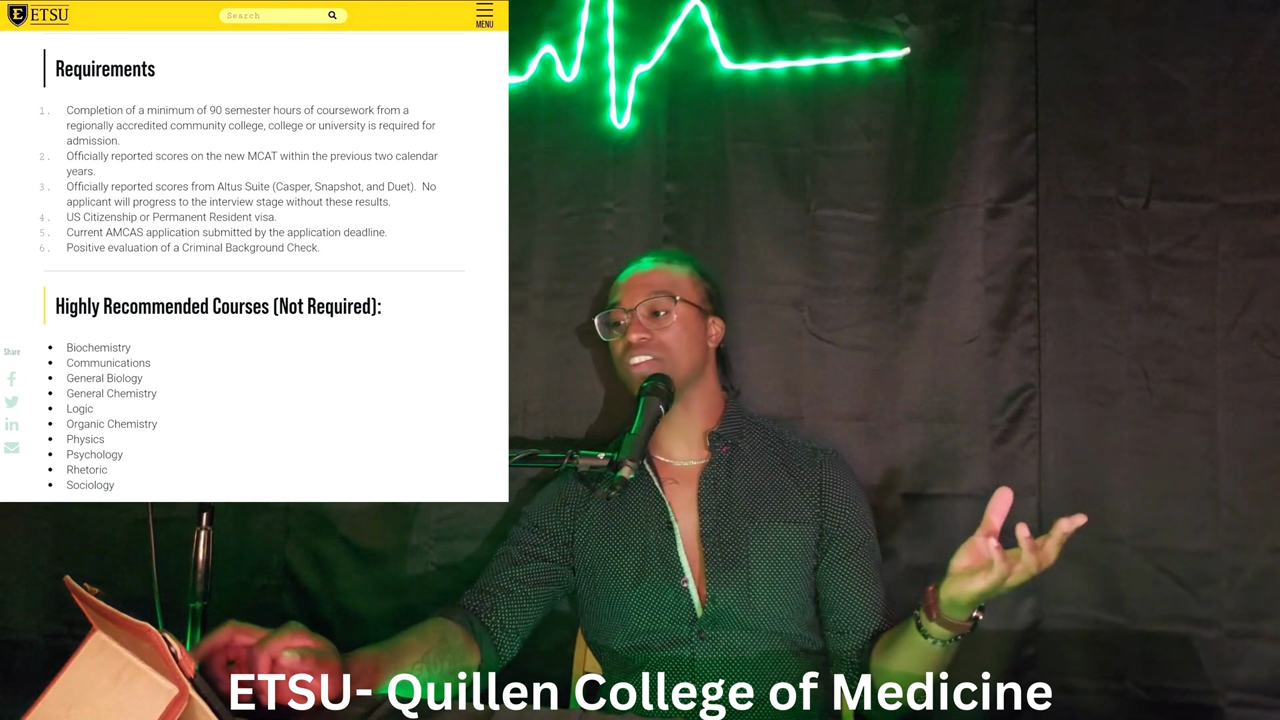 ETSU
Search
MENU
Requirements
1. Completion of a minimum of 90 semester hours of coursework from a
regionally accredited community college, college or university is required for
admission.
2. Officially reported scores on the new MCAT within the previous two calendar
years.
3. Officially reported scores from Altus Suite (Casper, Snapshot, and Duet). No
applicant will progress to the interview stage without these results.
4. US Citizenship or Permanent Resident visa.
5. Current AMCAS application submitted by the application deadline.
6. Positive evaluation of a Criminal Background Check.
Highly Recommended Courses (Not Required):
• Biochemistry
• Communications
• General Biology
• General Chemistry
• Logic
• Organic Chemistry
• Physics
• Psychology
• Rhetoric
• Sociology
Share
ETSU- Quillen College of Medicine